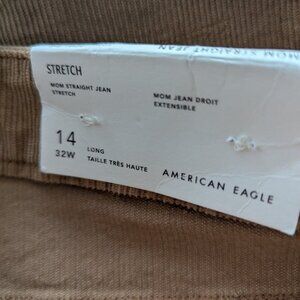 MOM STRAIGHT JEAN
STRETCH
MOM STRAIGHT JEAN
STRETCH
MOM JEAN DROIT
EXTENSIBLE
14
32W
LONG
TAILLE TRÈS HAUTE
AMERICAN EAGLE